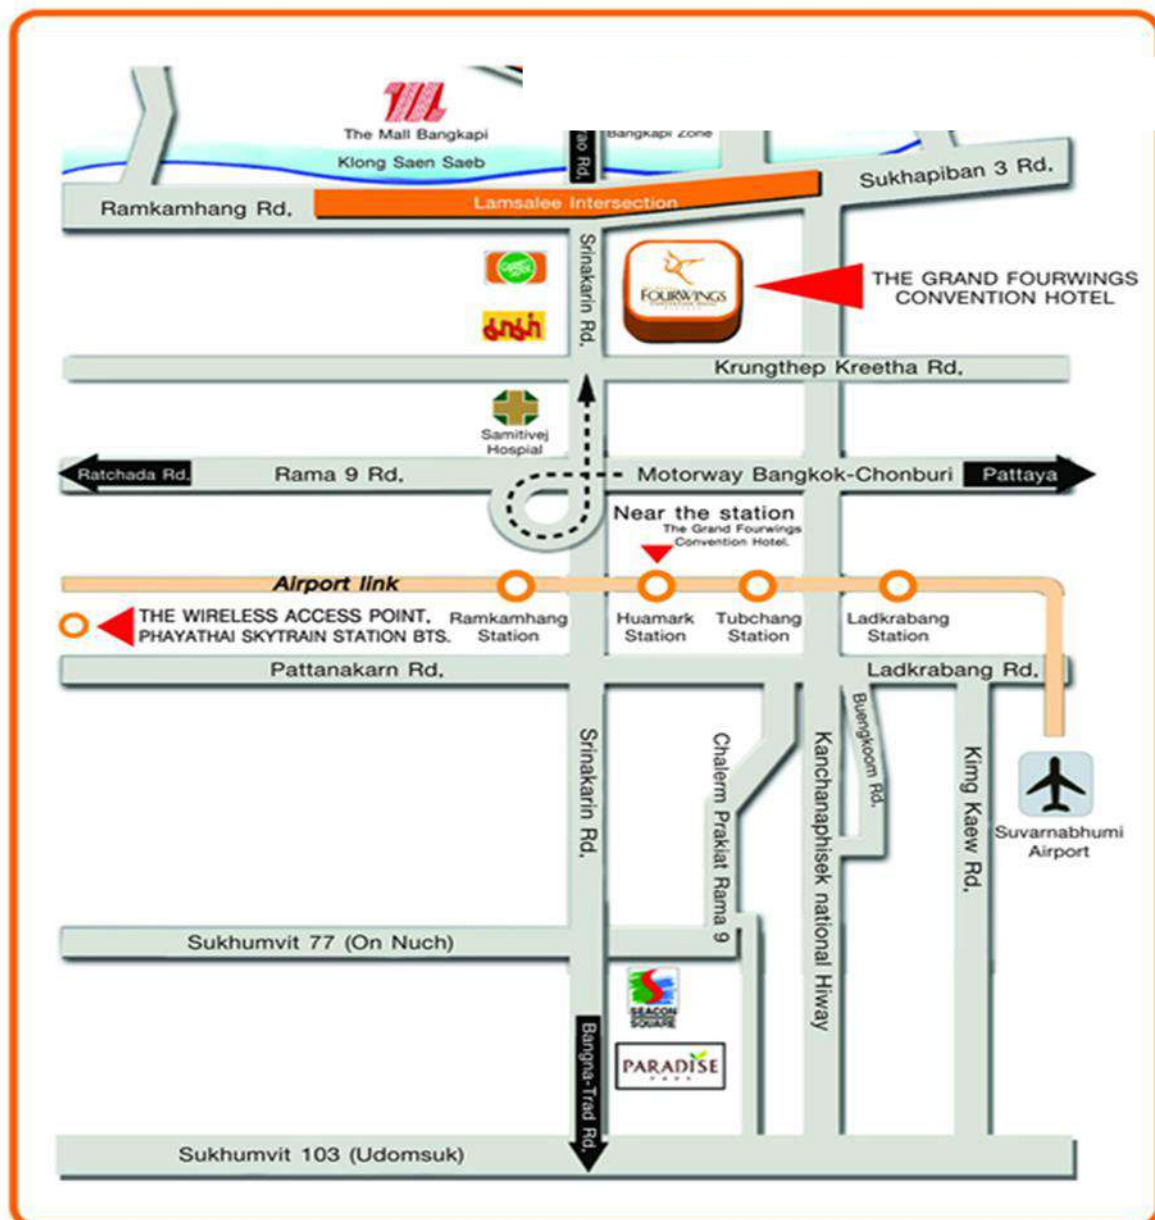 The Mall Bangkapi
Bangkapi Zone
Klong Saen Saeb
Sukhapiban 3 Rd.
Ramkamhang Rd.
Lamsalee Intersection
Srinakarin Rd.
FOURWINGS
THE GRAND FOURWINGS
CONVENTION HOTEL
Krungthep Kreetha Rd.
Samitivej
Hospial
Ratchada Rd.
Rama 9 Rd.
Motorway Bangkok-Chonburi
Pattaya
Near the station
The Grand Fourwings
Convention Hotel.
Airport link
THE WIRELESS ACCESS POINT.
PHAYATHAI SKYTRAIN STATION BTS.
Ramkamhang
Station
Huamark
Station
Tubchang
Station
Ladkrabang
Station
Pattanakarn Rd.
Ladkrabang Rd.
Srinakarin Rd.
Chalerm Prakiat Rama 9
Kanchanaphisek national Hiway
Buengkoom Rd.
Kimg Kaew Rd.
Suvarnabhumi
Airport
Sukhumvit 77 (On Nuch)
SEACON
SQUARE
PARADISE
PARK
Bangna-Trad Rd.
Sukhumvit 103 (Udomsuk)